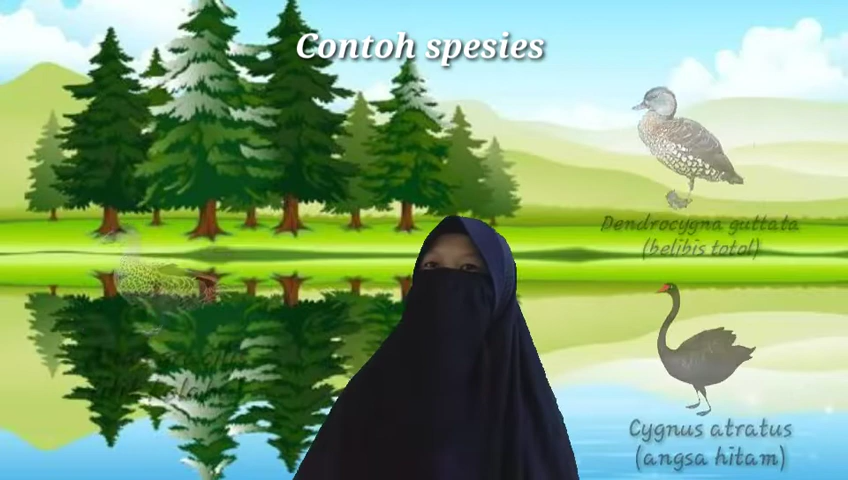 Contoh spesies
Dendrocygna guttata
(belibis totol)
Cygnus atratus
(angsa hitam)